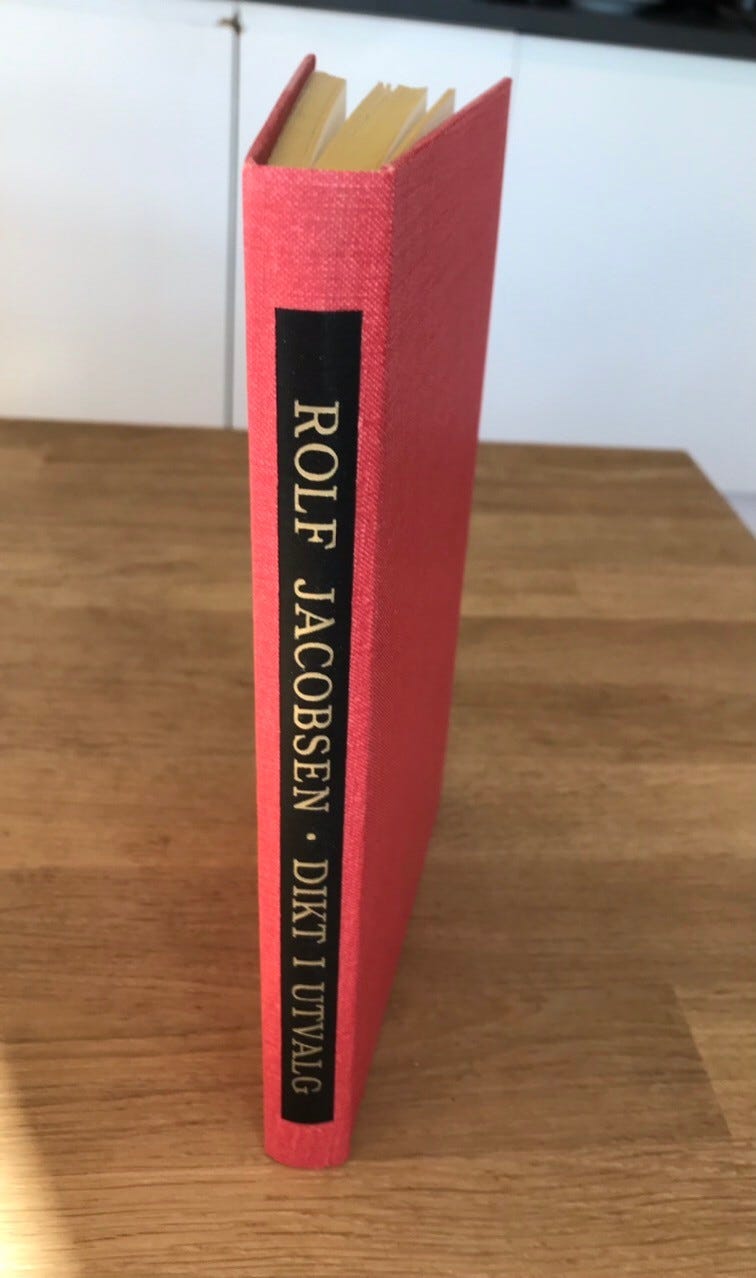 ROLF JACOBSEN · DIKT I UTVALG